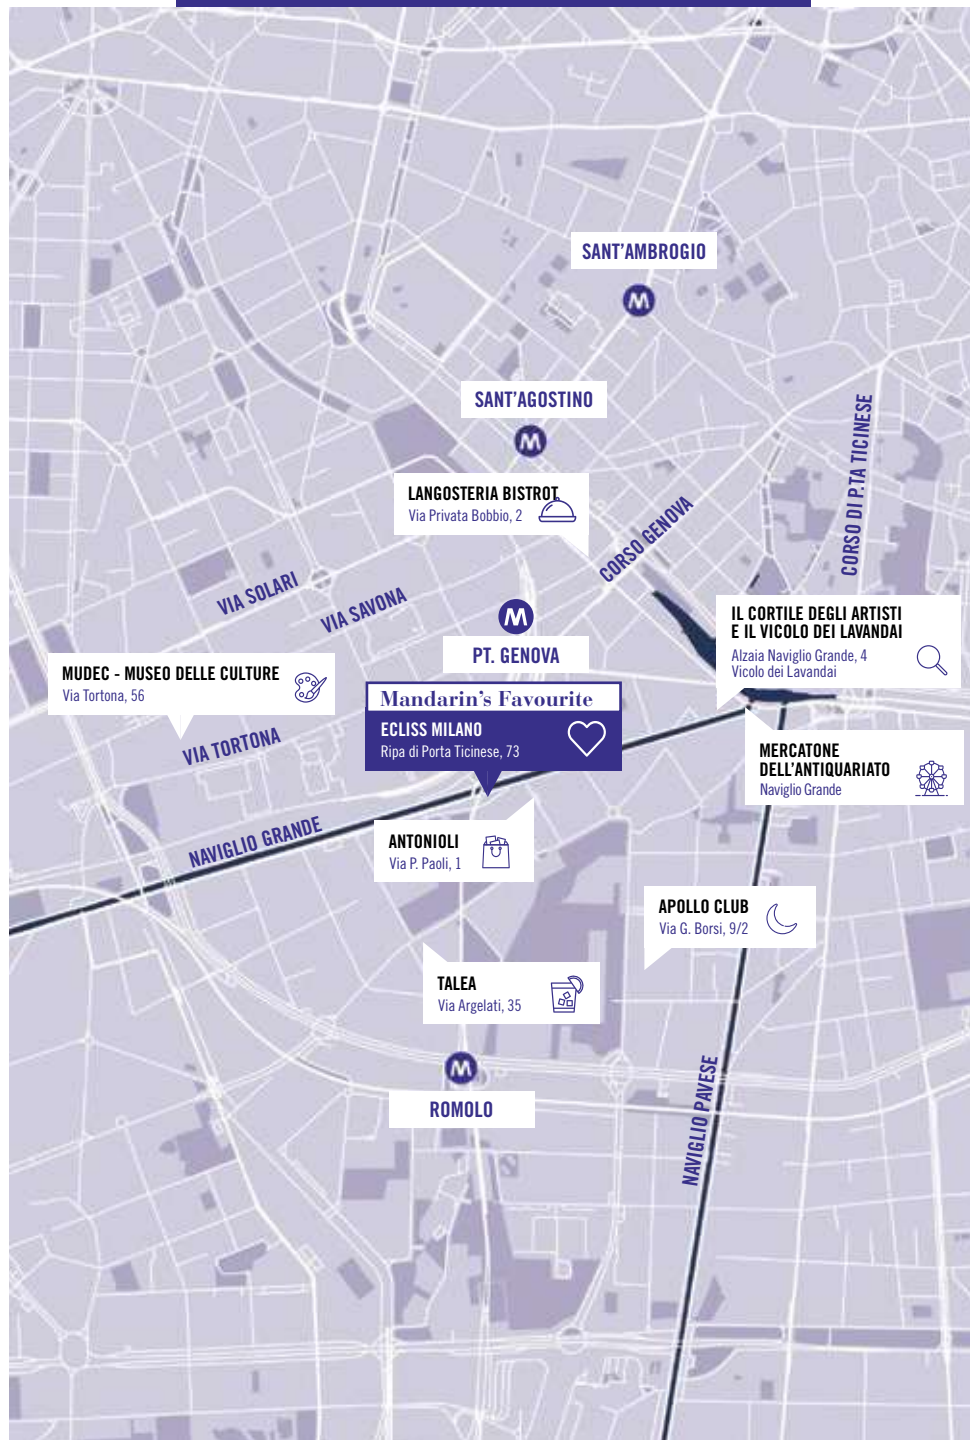 SANT'AMBROGIO
M
SANT'AGOSTINO
M
CORSO DI P.TA TICINESE
LANGOSTERIA BISTROT
Via Privata Bobbio, 2
CORSO GENOVA
VIA SOLARI
VIA SAVONA
M
PT. GENOVA
IL CORTILE DEGLI ARTISTI
E IL VICOLO DEI LAVANDAI
Alzaia Naviglio Grande, 4
Vicolo dei Lavandai
MUDEC - MUSEO DELLE CULTURE
Via Tortona, 56
Mandarin's Favourite
ECLISS MILANO
Ripa di Porta Ticinese, 73
VIA TORTONA
MERCATONE
DELL'ANTIQUARIATO
Naviglio Grande
NAVIGLIO GRANDE
ANTONIOLI
Via P. Paoli, 1
APOLLO CLUB
Via G. Borsi, 9/2
TALEA
Via Argelati, 35
M
ROMOLO
NAVIGLIO PAVESE